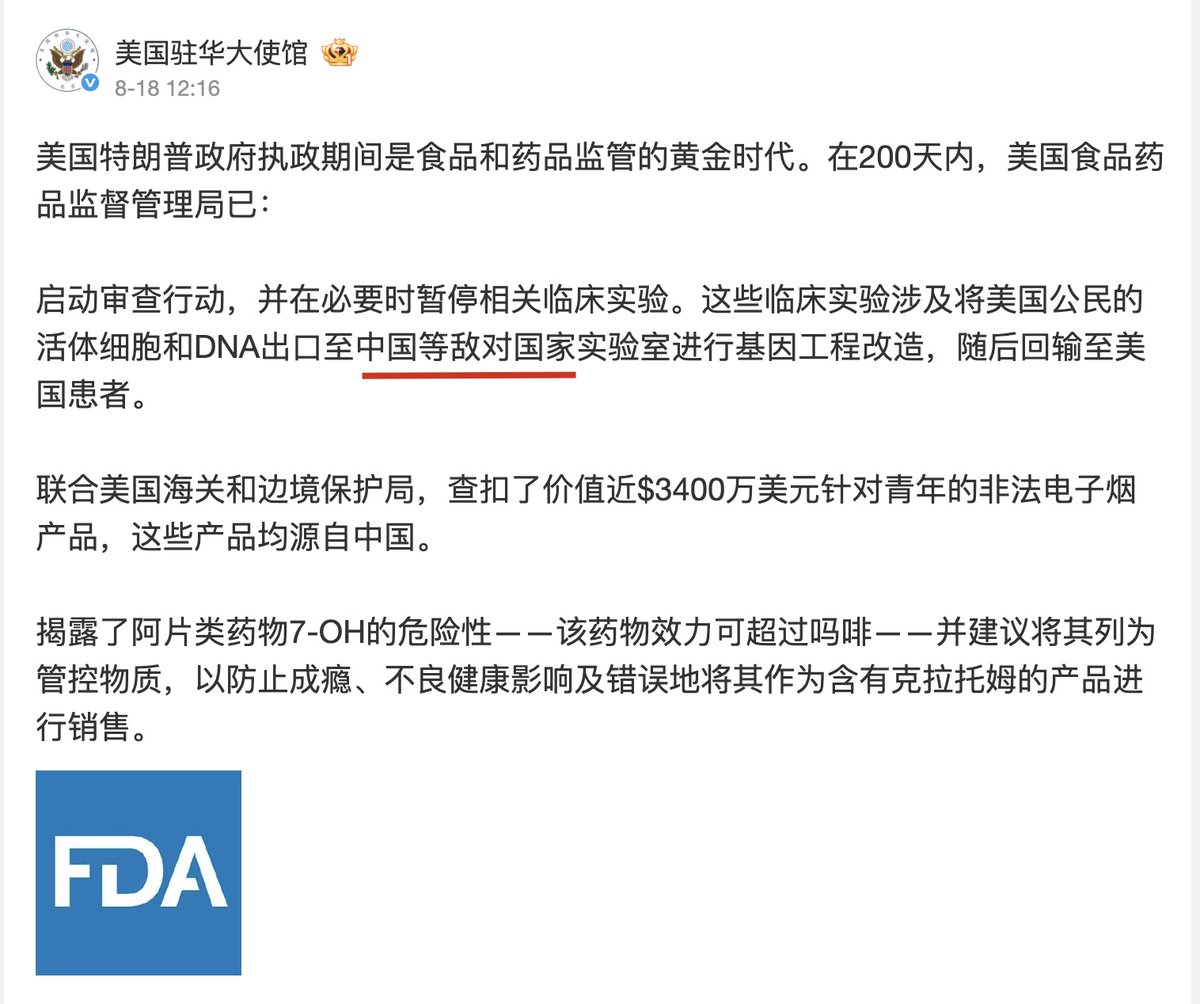 美国驻华大使馆
8-18 12:16
美国特朗普政府执政期间是食品和药品监管的黄金时代。在200天内，美国食品药
品监督管理局已：
启动审查行动，并在必要时暂停相关临床实验。这些临床实验涉及将美国公民的
活体细胞和DNA出口至中国等敌对国家实验室进行基因工程改造，随后回输至美
国患者。
联合美国海关和边境保护局，查扣了价值近$3400万美元针对青年的非法电子烟
产品，这些产品均源自中国。
揭露了阿片类药物7-OH的危险性——该药物效力可超过吗啡——并建议将其列为
管控物质，以防止成瘾、不良健康影响及错误地将其作为含有克拉托姆的产品进
行销售。
FDA